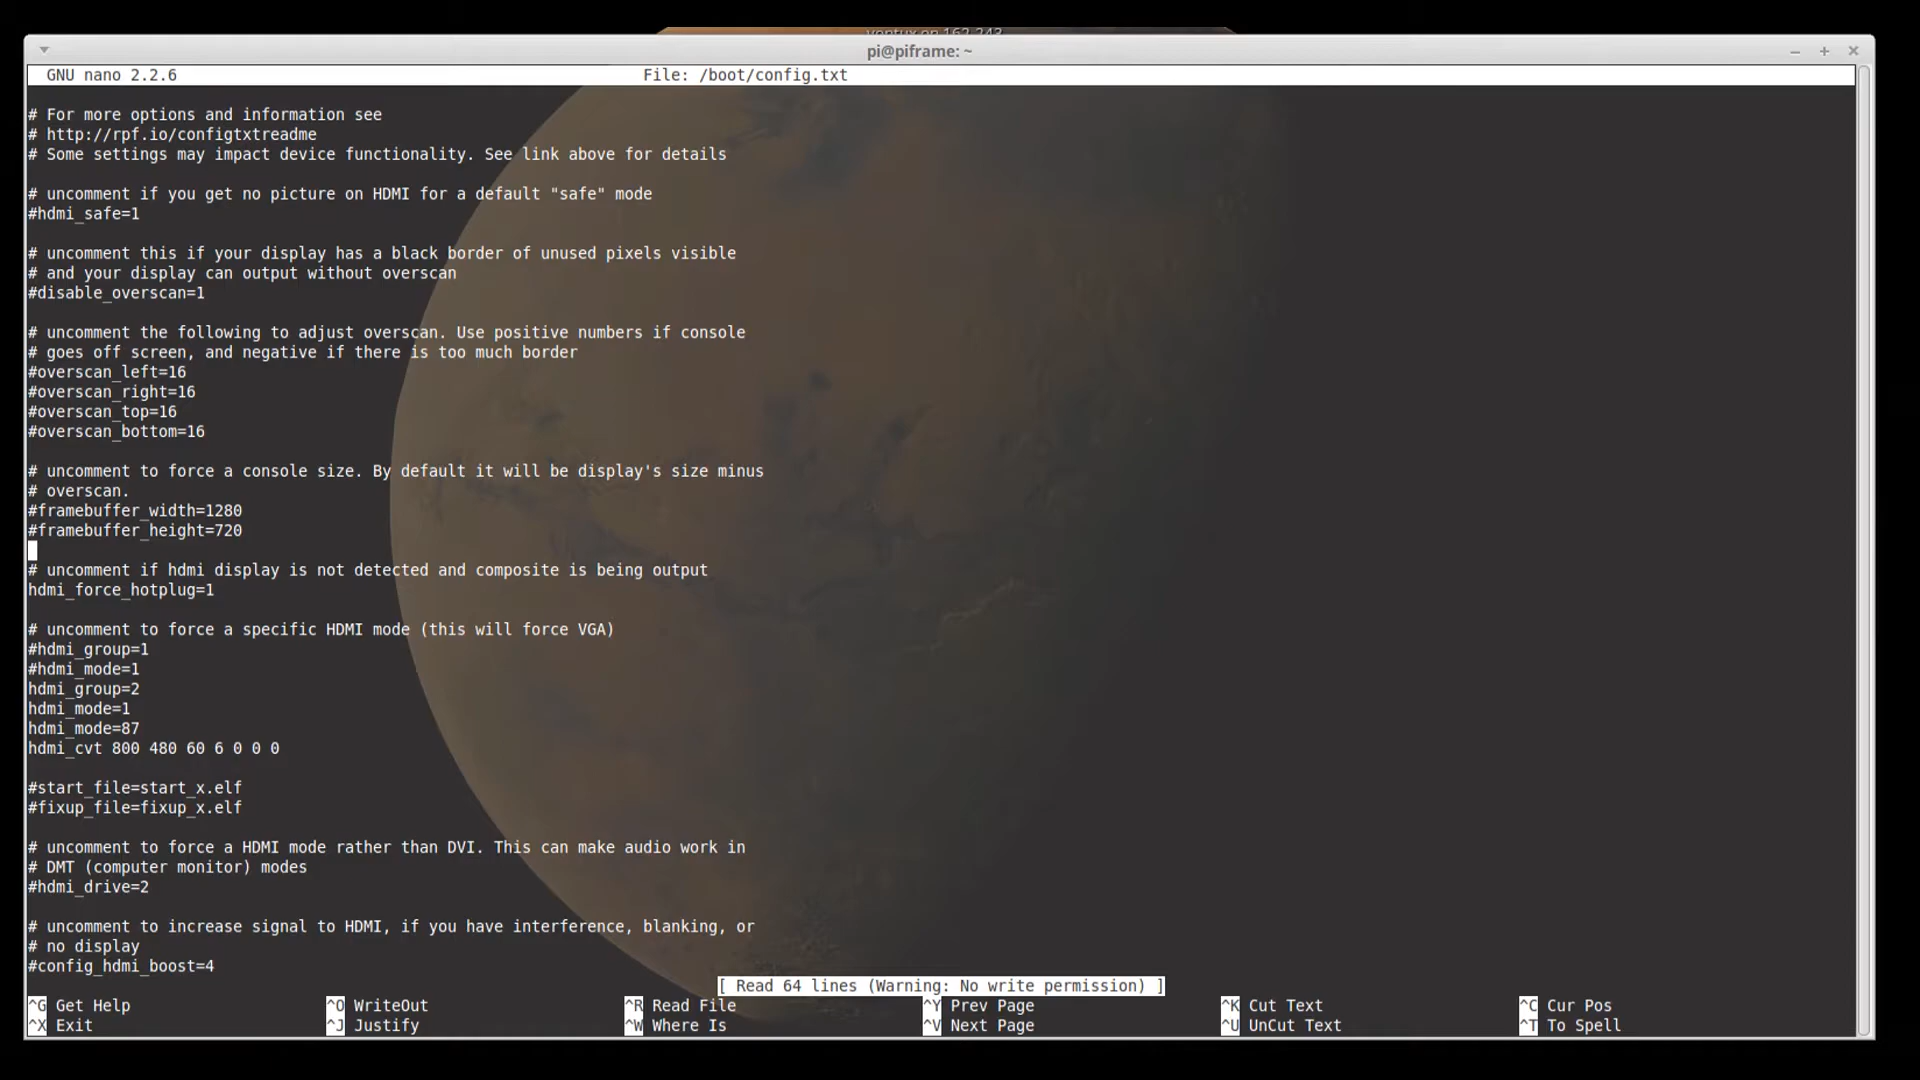 ventux on 162.243
pi@piframe: ~
GNU nano 2.2.6 File: /boot/config.txt
# For more options and information see
# http://rpf.io/configtxtreadme
# Some settings may impact device functionality. See link above for details
# uncomment if you get no picture on HDMI for a default "safe" mode
#hdmi_safe=1
# uncomment this if your display has a black border of unused pixels visible
# and your display can output without overscan
#disable_overscan=1
# uncomment the following to adjust overscan. Use positive numbers if console
# goes off screen, and negative if there is too much border
#overscan_left=16
#overscan_right=16
#overscan_top=16
#overscan_bottom=16
# uncomment to force a console size. By default it will be display's size minus
# overscan.
#framebuffer_width=1280
#framebuffer_height=720
# uncomment if hdmi display is not detected and composite is being output
hdmi_force_hotplug=1
# uncomment to force a specific HDMI mode (this will force VGA)
#hdmi_group=1
#hdmi_mode=1
hdmi_group=2
hdmi_mode=1
hdmi_mode=87
hdmi_cvt 800 480 60 6 0 0 0
#start_file=start_x.elf
#fixup_file=fixup_x.elf
# uncomment to force a HDMI mode rather than DVI. This can make audio work in
# DMT (computer monitor) modes
#hdmi_drive=2
# uncomment to increase signal to HDMI, if you have interference, blanking, or
# no display
#config_hdmi_boost=4
[ Read 64 lines (Warning: No write permission) ]
^G Get Help ^O WriteOut ^R Read File ^Y Prev Page ^K Cut Text ^C Cur Pos
^X Exit ^J Justify ^W Where Is ^V Next Page ^U UnCut Text ^T To Spell